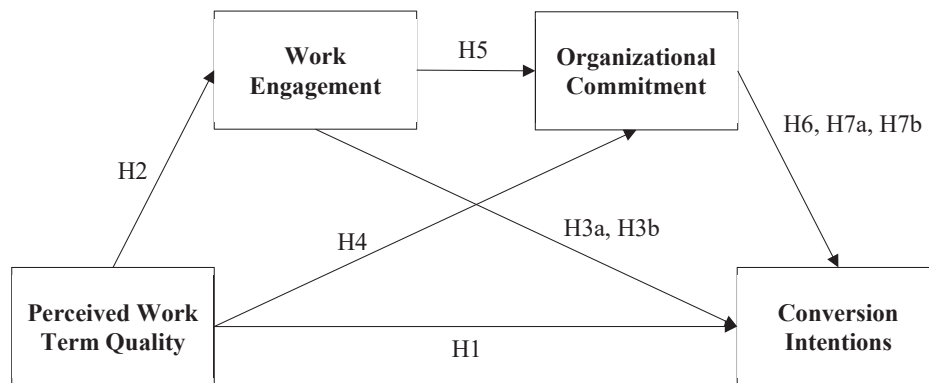 Work
Engagement
H5
Organizational
Commitment
H6, H7a, H7b
H2
H4
H3a, H3b
Perceived Work
Term Quality
H1
Conversion
Intentions